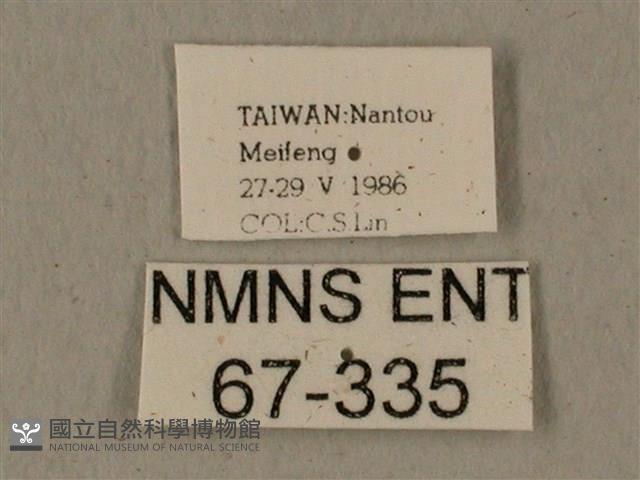 TAIWAN:Nantou
Meifeng
27-29 V 1986
COL:C.S.Lin
NMNS ENT
67-335
國立自然科學博物館
NATIONAL MUSEUM OF NATURAL SCIENCE